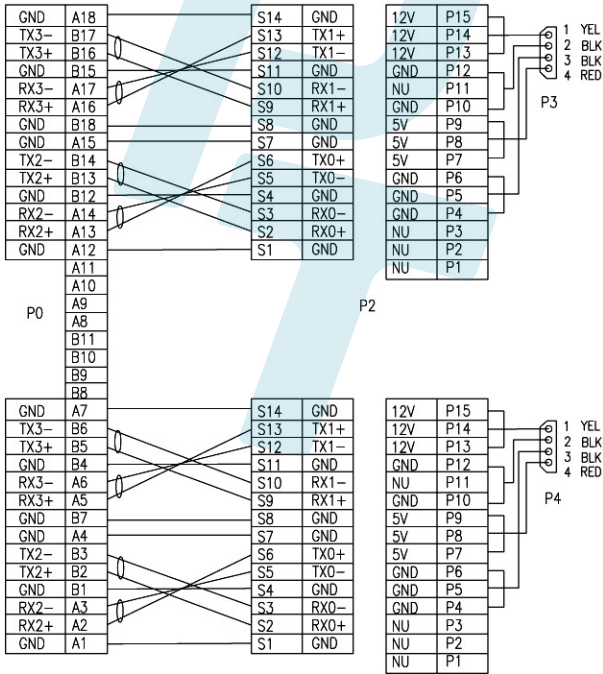 GND A18 S14 GND 12V P15
TX3- B17 S13 TX1+ 12V P14 1 YEL
TX3+ B16 S12 TX1- 12V P13 2 BLK
GND B15 S11 GND GND P12 3 BLK
RX3- A17 S10 RX1- NU P11 4 RED
RX3+ A16 S9 RX1+ GND P10 P3
GND B18 S8 GND 5V P9
GND A15 S7 GND 5V P8
TX2- B14 S6 TX0+ 5V P7
TX2+ B13 S5 TX0- GND P6
GND B12 S4 GND GND P5
RX2- A14 S3 RX0- GND P4
RX2+ A13 S2 RX0+ NU P3
GND A12 S1 GND NU P2
A11 NU P1
A10
A9
P0 A8 P2
B11
B10
B9
B8
GND A7 S14 GND 12V P15
TX3- B6 S13 TX1+ 12V P14 1 YEL
TX3+ B5 S12 TX1- 12V P13 2 BLK
GND B4 S11 GND GND P12 3 BLK
RX3- A6 S10 RX1- NU P11 4 RED
RX3+ A5 S9 RX1+ GND P10 P4
GND B7 S8 GND 5V P9
GND A4 S7 GND 5V P8
TX2- B3 S6 TX0+ 5V P7
TX2+ B2 S5 TX0- GND P6
GND B1 S4 GND GND P5
RX2- A3 S3 RX0- GND P4
RX2+ A2 S2 RX0+ NU P3
GND A1 S1 GND NU P2
NU P1